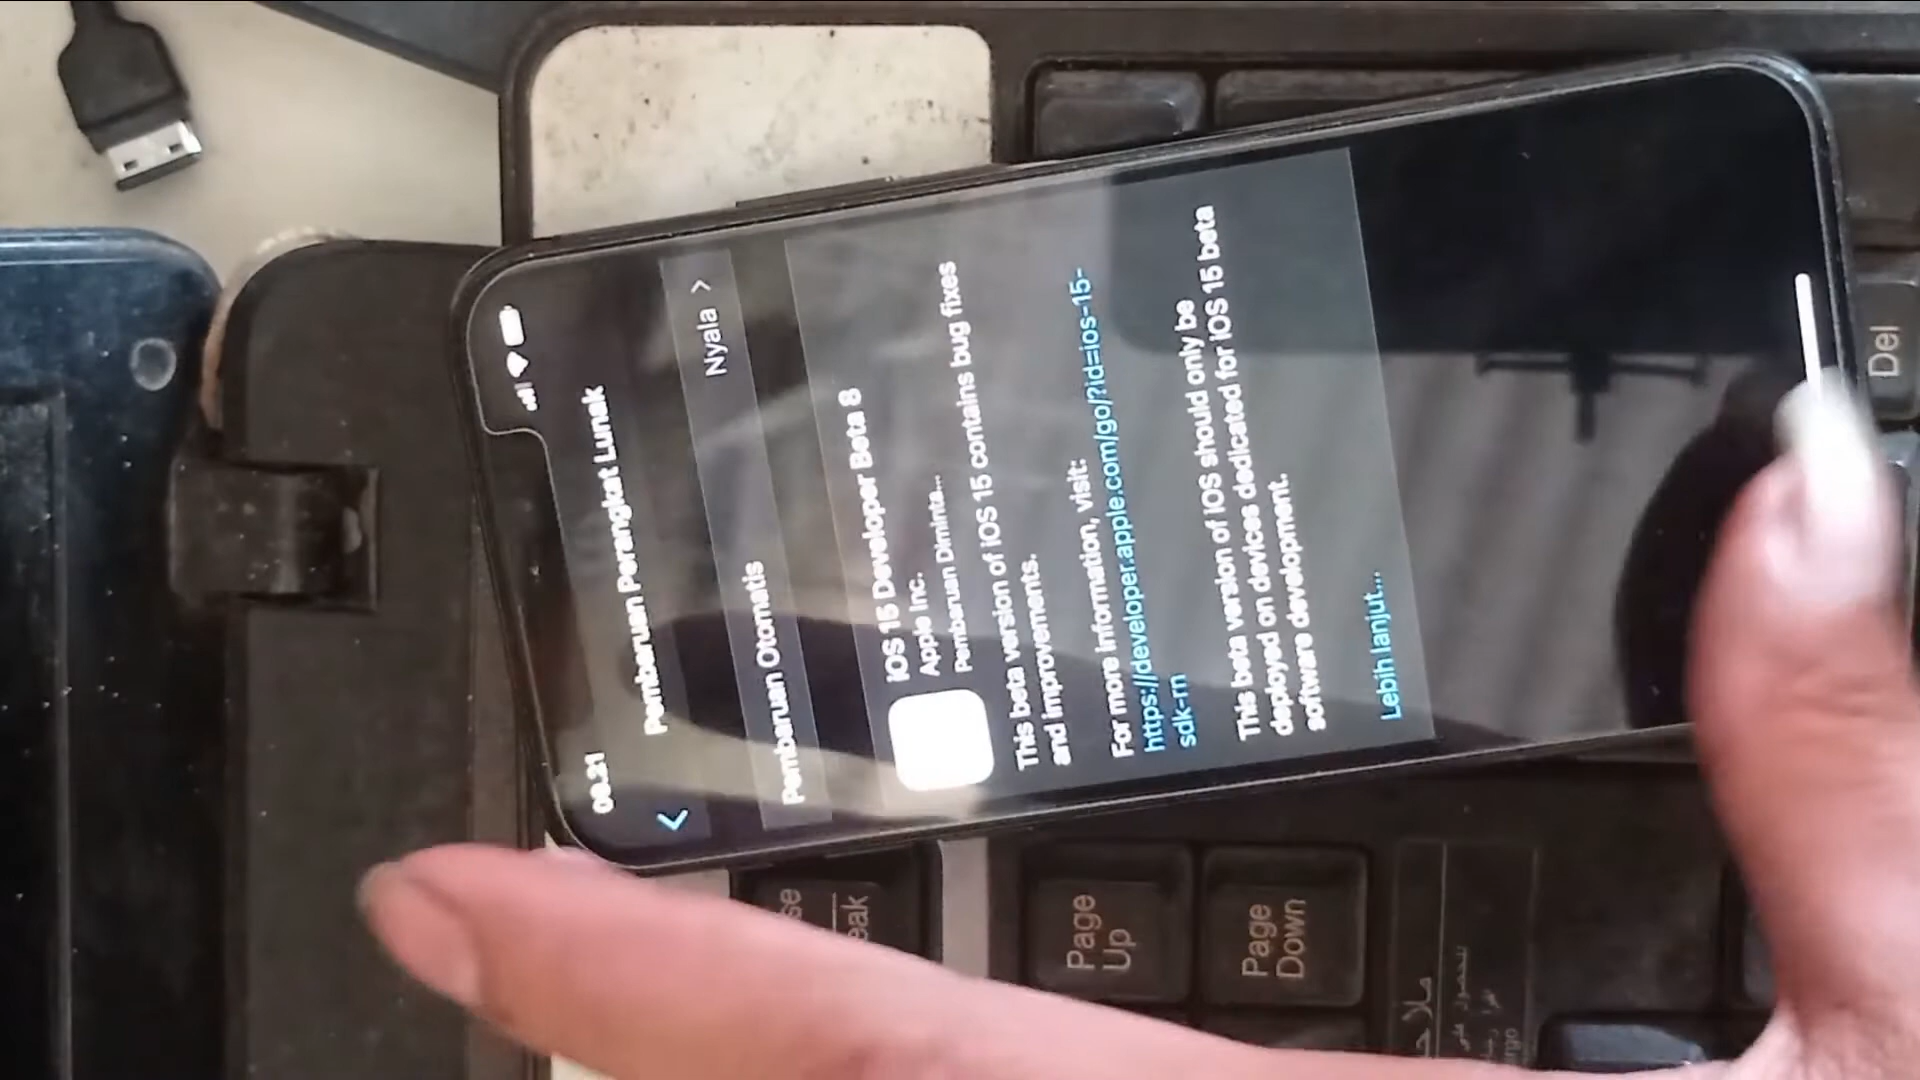 09.21
Pembaruan Perangkat Lunak
Pembaruan Otomatis
Nyala
iOS 15 Developer Beta 8
Apple Inc.
Pembaruan Diminta...
This beta version of iOS 15 contains bug fixes
and improvements.
For more information, visit:
https://developer.apple.com/go/?id=ios-15-
sdk-rn
This beta version of iOS should only be
deployed on devices dedicated for iOS 15 beta
software development.
Lebih lanjut...
Page
Up
Page
Down
Del